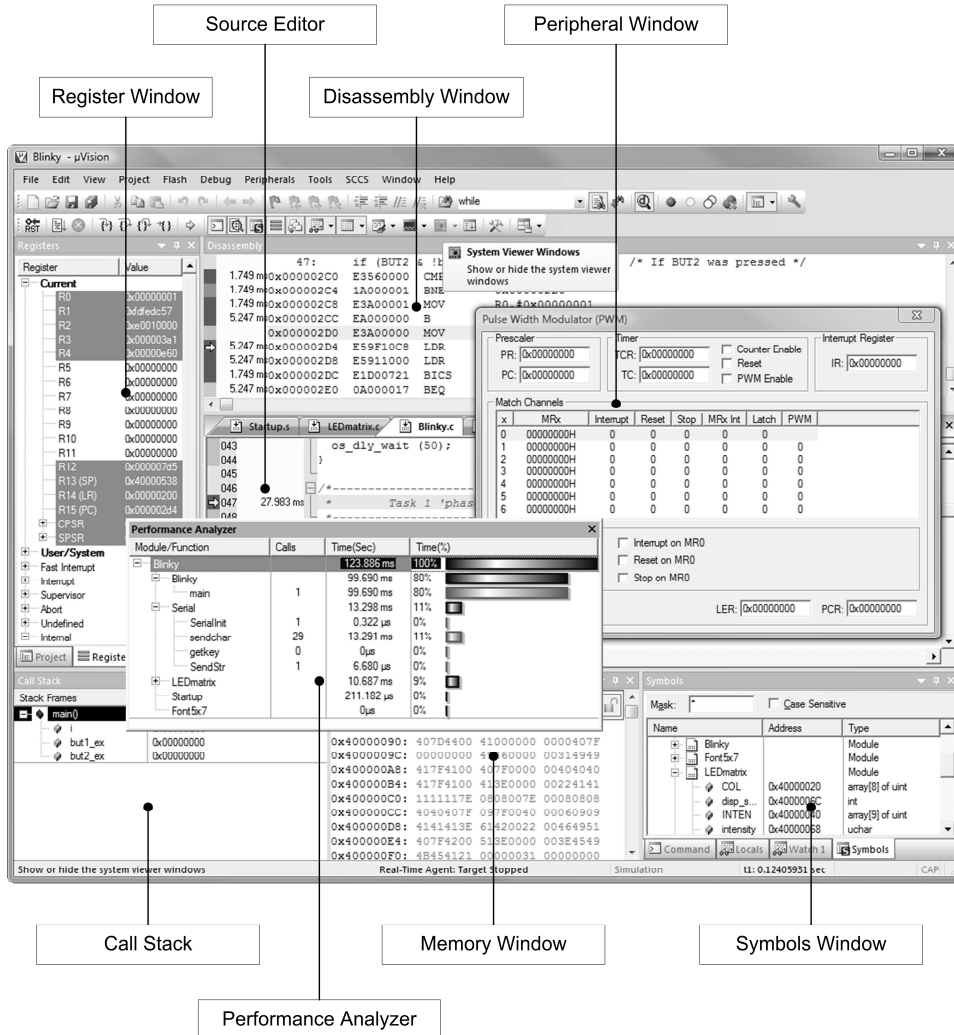 Source Editor
Peripheral Window
Register Window
Disassembly Window
Blinky - µVision
File Edit View Project Flash Debug Peripherals Tools SCCS Window Help
while
RST
Registers
Disassembly
Register Value
Current
R0 0x00000001
R1 0xfdfedc57
R2 0xe0010000
R3 0x000003a1
R4 0x00000e60
R5 0x00000000
R6 0x00000000
R7 0x00000000
R8 0x00000000
R9 0x00000000
R10 0x00000000
R11 0x00000000
R12 0x000007d5
R13 (SP) 0x40000538
R14 (LR) 0x00000200
R15 (PC) 0x000002d4
CPSR
SPSR
User/System
Fast Interrupt
Interrupt
Supervisor
Abort
Undefined
Internal
Project Registe
47: if (BUT2 & !b /* If BUT2 was pressed */
1.749 ms 0x000002C0 E3560000 CMP
1.749 ms 0x000002C4 1A000001 BNE
1.749 ms 0x000002C8 E3A00001 MOV R0,#0x00000001
5.247 ms 0x000002CC EA000000 B
0x000002D0 E3A00000 MOV
5.247 ms 0x000002D4 E59F10C8 LDR
5.247 ms 0x000002D8 E5911000 LDR
1.749 ms 0x000002DC E1D00721 BICS
5.247 ms 0x000002E0 0A000017 BEQ
System Viewer Windows
Show or hide the system viewer
windows
Startup.s LEDmatrix.c Blinky.c
043 os_dly_wait (50);
044 }
045
046 /*-----------
047 27.983 ms * Task 1 'phas
048
Pulse Width Modulator (PWM)
Prescaler
PR: 0x00000000
PC: 0x00000000
Timer
TCR: 0x00000000
TC: 0x00000000
Counter Enable
Reset
PWM Enable
Interrupt Register
IR: 0x00000000
Match Channels
x MRx Interrupt Reset Stop MRx Int Latch PWM
0 00000000H 0 0 0 0 0
1 00000000H 0 0 0 0 0 0
2 00000000H 0 0 0 0 0 0
3 00000000H 0 0 0 0 0 0
4 00000000H 0 0 0 0 0 0
5 00000000H 0 0 0 0 0 0
6 00000000H 0 0 0 0 0 0
Interrupt on MR0
Reset on MR0
Stop on MR0
LER: 0x00000000 PCR: 0x00000000
Performance Analyzer
Module/Function Calls Time(Sec) Time(%)
Blinky 123.886 ms 100%
Blinky 99.690 ms 80%
main 1 99.690 ms 80%
Serial 13.298 ms 11%
SerialInit 1 0.322 µs 0%
sendchar 29 13.291 ms 11%
getkey 0 0µs 0%
SendStr 1 6.680 µs 0%
LEDmatrix 10.687 ms 9%
Startup 211.182 µs 0%
Font5x7 0µs 0%
Call Stack
Stack Frames
main()
i
but1_ex 0x00000000
but2_ex 0x00000000
0x40000090: 407D4400 41000000 0000407F
0x4000009C: 00000000 00314949
0x400000A8: 417F4100 407F0000 00404040
0x400000B4: 417F4141 413E0000 00224141
0x400000C0: 1111117E 0808007E 00080808
0x400000CC: 4040407F 097F0040 00060909
0x400000D8: 4141413E 61420022 00464951
0x400000E4: 407F4200 513E0000 003E4549
0x400000F0: 4B454121 00000031 00000000
Symbols
Mask: * Case Sensitive
Name Address Type
Blinky Module
Font5x7 Module
LEDmatrix Module
COL 0x40000020 array[8] of uint
disp_s... 0x4000006C int
INTEN 0x40000040 array[9] of uint
intensity 0x40000068 uchar
Command Locals Watch 1 Symbols
Show or hide the system viewer windows Real-Time Agent: Target Stopped Simulation t1: 0.12405931 sec CAP
Call Stack
Memory Window
Symbols Window
Performance Analyzer